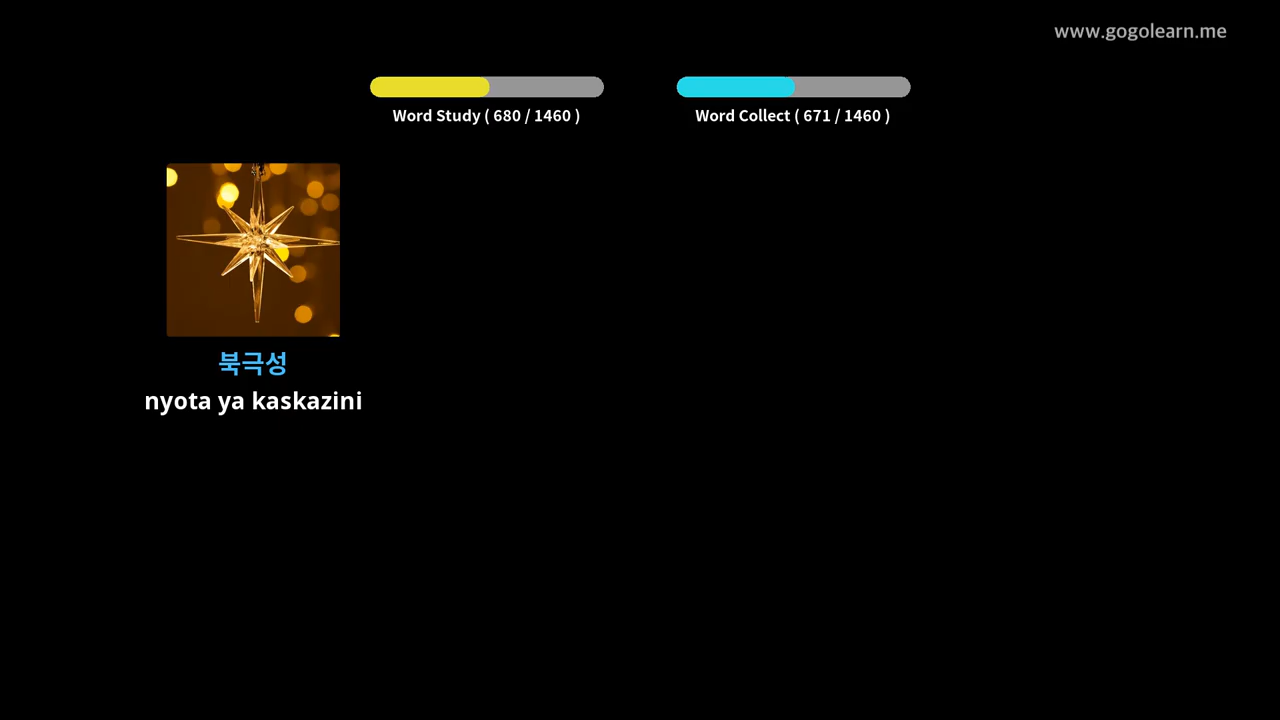 www.gogolearn.me
Word Study ( 680 / 1460 )
Word Collect ( 671 / 1460 )
북극성
nyota ya kaskazini